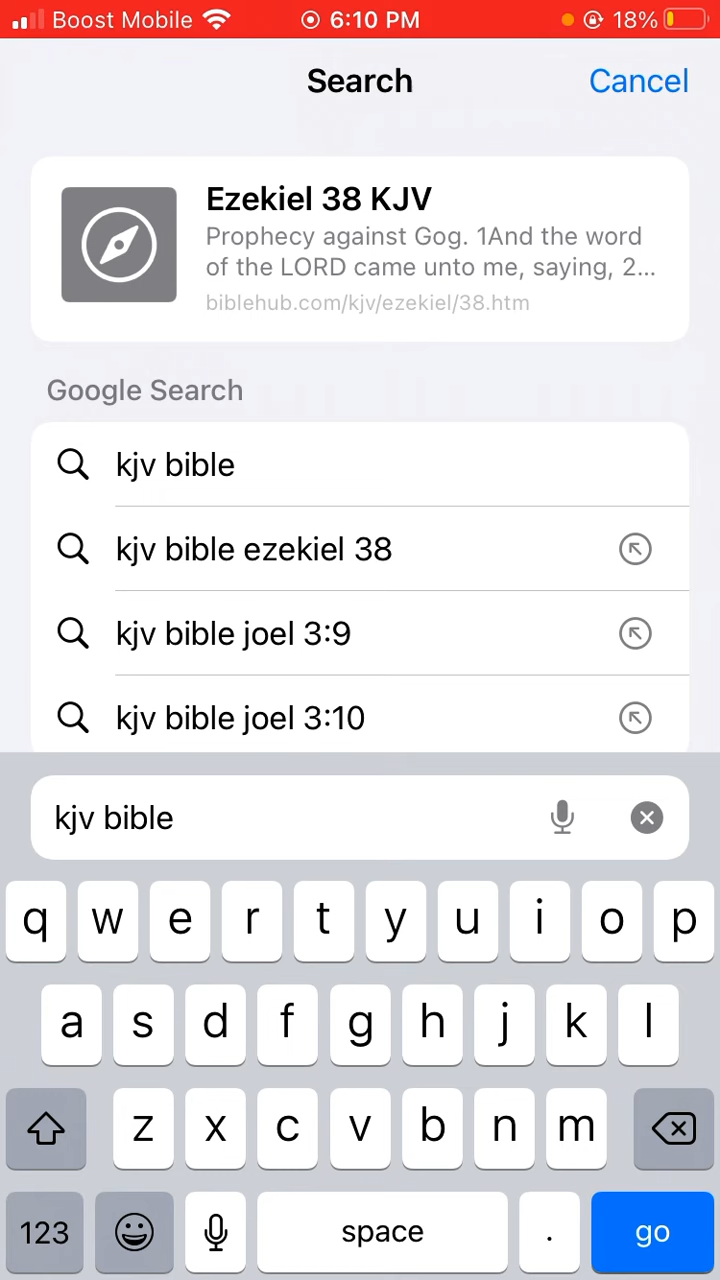 Boost Mobile 6:10 PM 18%
Search Cancel
Ezekiel 38 KJV
Prophecy against Gog. 1And the word
of the LORD came unto me, saying, 2...
biblehub.com/kjv/ezekiel/38.htm
Google Search
kjv bible
kjv bible ezekiel 38
kjv bible joel 3:9
kjv bible joel 3:10
kjv bible
q w e r t y u i o p
a s d f g h j k l
z x c v b n m
123 space . go